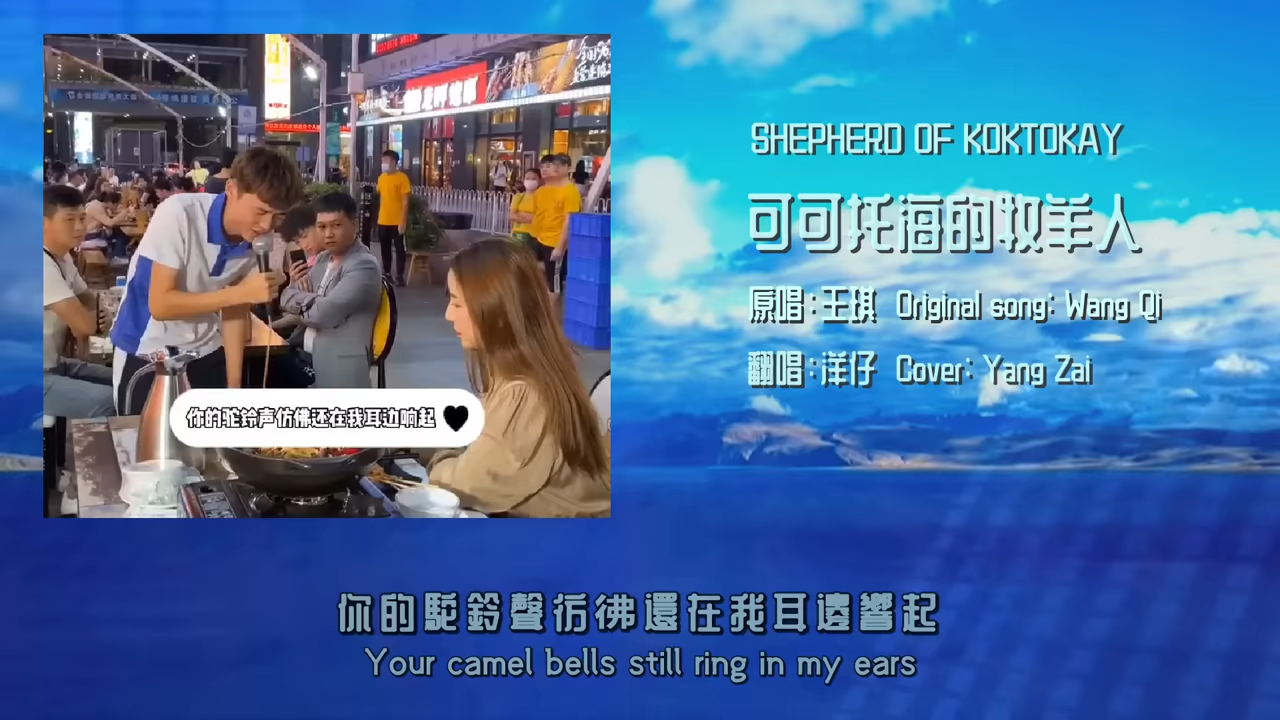 SHEPHERD OF KOKTOKAY
可可托海的牧羊人
原唱:王琪 Original song: Wang Qi
翻唱:洋仔 Cover: Yang Zai
你的驼铃声仿佛还在我耳边响起
你的駝鈴聲彷彿還在我耳邊響起
Your camel bells still ring in my ears